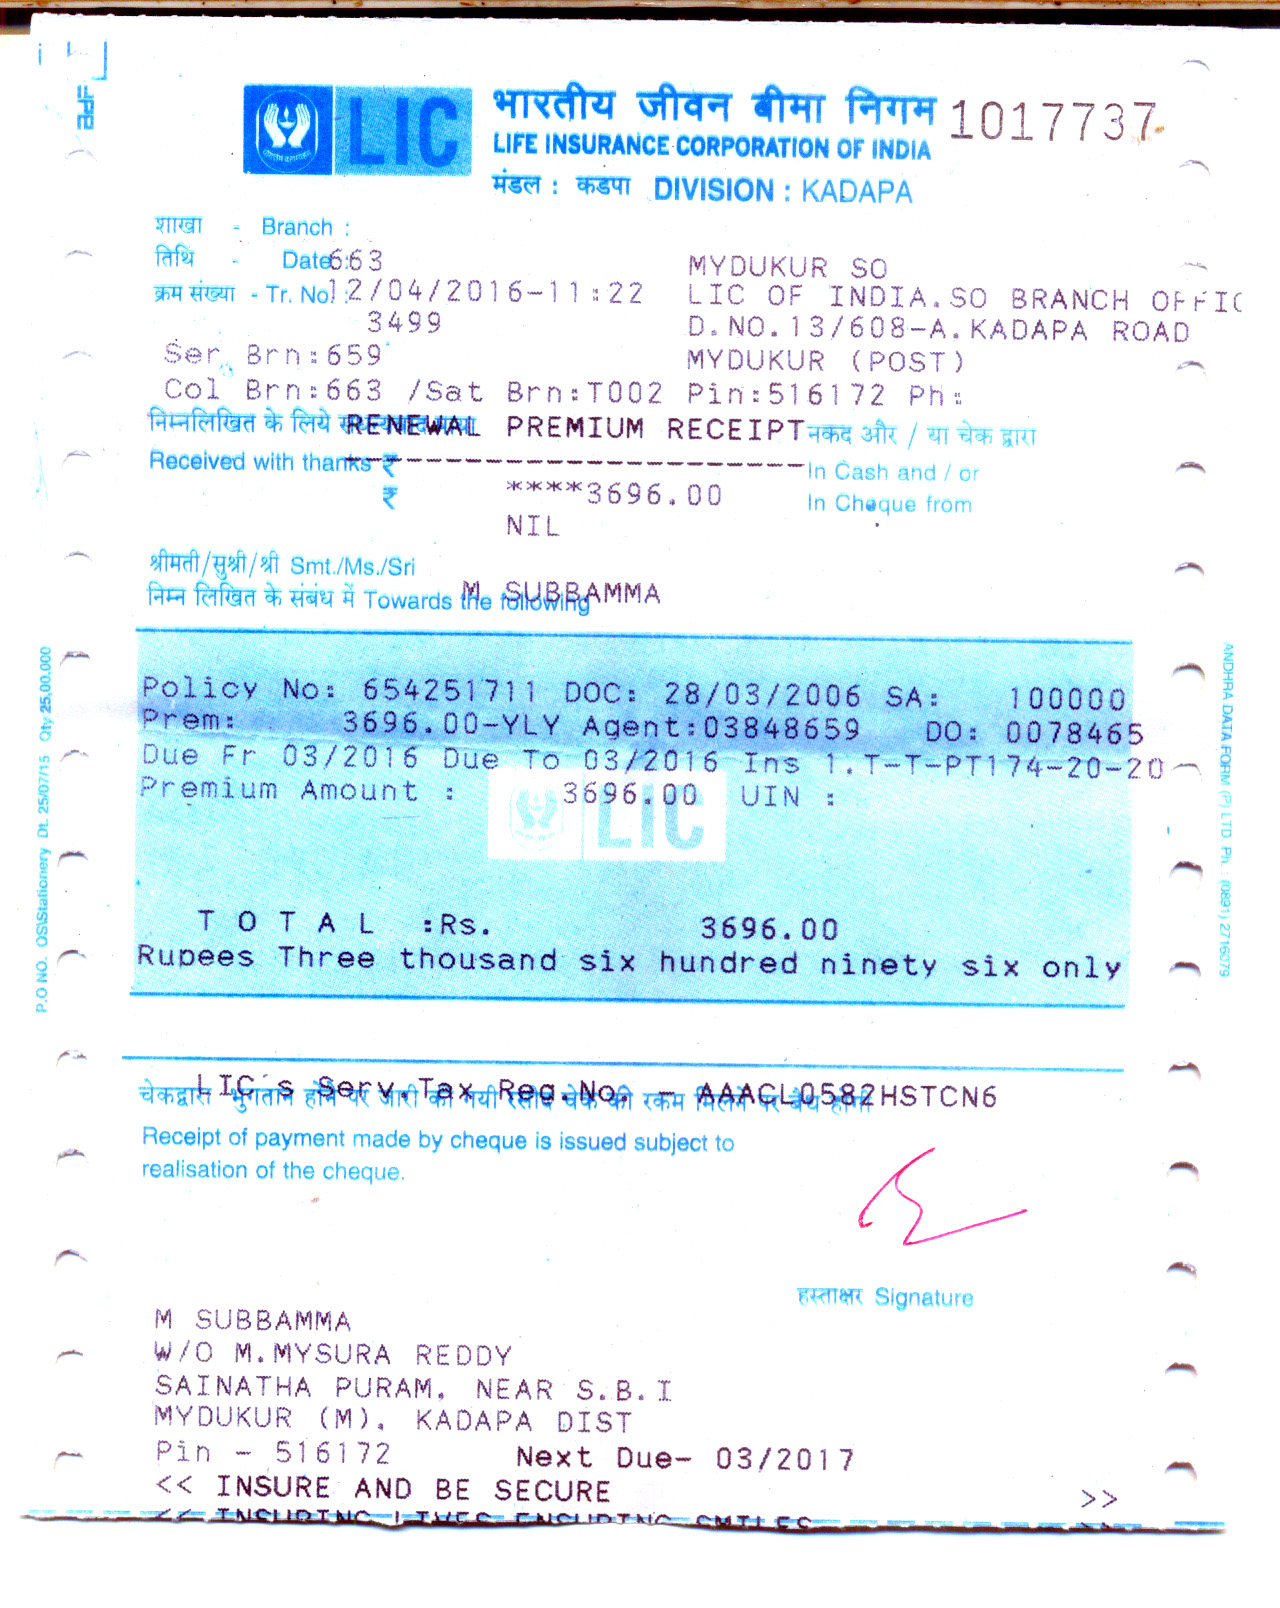 LIC
भारतीय जीवन बीमा निगम 1017737
LIFE INSURANCE CORPORATION OF INDIA
मंडल : कडपा DIVISION : KADAPA
शाखा - Branch :
तिथि - Date : 663 MYDUKUR SO
क्रम संख्या - Tr. No. : 12/04/2016-11:22 LIC OF INDIA.SO BRANCH OFFIC
3499 D.NO.13/608-A.KADAPA ROAD
Ser Brn:659 MYDUKUR (POST)
Col Brn:663 /Sat Brn:T002 Pin:516172 Ph:
निम्नलिखित के लिये RENEWAL PREMIUM RECEIPT नकद और / या चेक द्वारा
Received with thanks ₹ -------------------------- In Cash and / or
₹ ****3696.00 In Cheque from
NIL
श्रीमती/सुश्री/श्री Smt./Ms./Sri
M SUBBAMMA
निम्न लिखित के संबंध में Towards the following
Policy No: 654251711 DOC: 28/03/2006 SA: 100000
Prem: 3696.00-YLY Agent:03848659 DO: 0078465
Due Fr 03/2016 Due To 03/2016 Ins 1.T-T-PT174-20-20
Premium Amount : 3696.00 UIN :
LIC
T O T A L :Rs. 3696.00
Rupees Three thousand six hundred ninety six only
LIC's Serv.Tax Reg.No. - AAACL0582HSTCN6
चेकद्वारा भुगतान होने पर जारी की गयी रसीद चेक की रकम मिलने पर वैध होगी
Receipt of payment made by cheque is issued subject to
realisation of the cheque.
हस्ताक्षर Signature
M SUBBAMMA
W/O M.MYSURA REDDY
SAINATHA PURAM, NEAR S.B.I
MYDUKUR (M), KADAPA DIST
Pin - 516172 Next Due- 03/2017
<< INSURE AND BE SECURE >>
<< INSURING LIVES ENSURING SMILES >>
P.O NO. OS\Stationery Dt. 25/07/15 Qty 25,00,000
ANDHRA DATA FORM (P) LTD. Ph. : (0891) 2716079